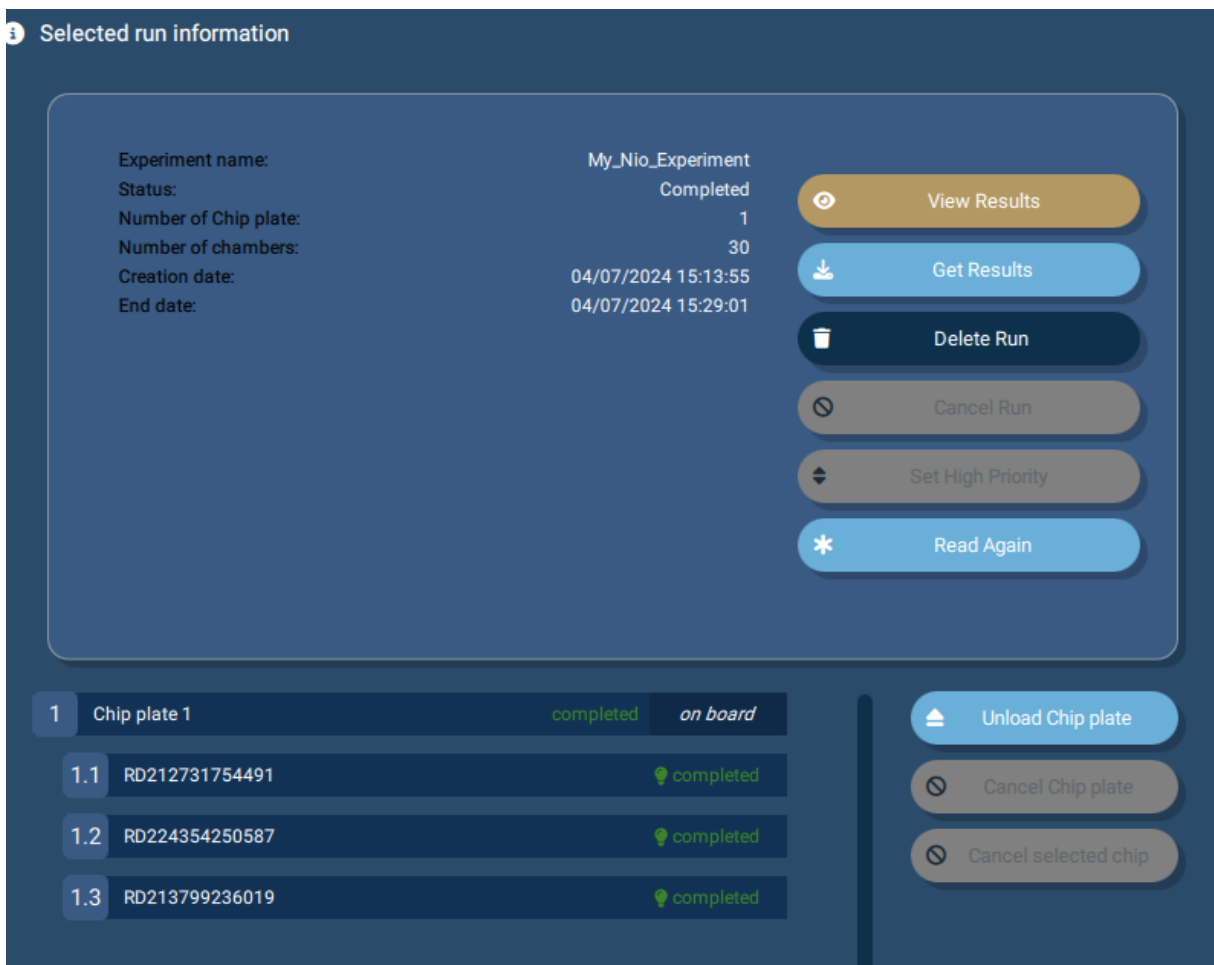 Selected run information
Experiment name: My_Nio_Experiment
Status: Completed
Number of Chip plate: 1
Number of chambers: 30
Creation date: 04/07/2024 15:13:55
End date: 04/07/2024 15:29:01
View Results
Get Results
Delete Run
Cancel Run
Set High Priority
Read Again
1 Chip plate 1 completed on board
1.1 RD212731754491 completed
1.2 RD224354250587 completed
1.3 RD213799236019 completed
Unload Chip plate
Cancel Chip plate
Cancel selected chip